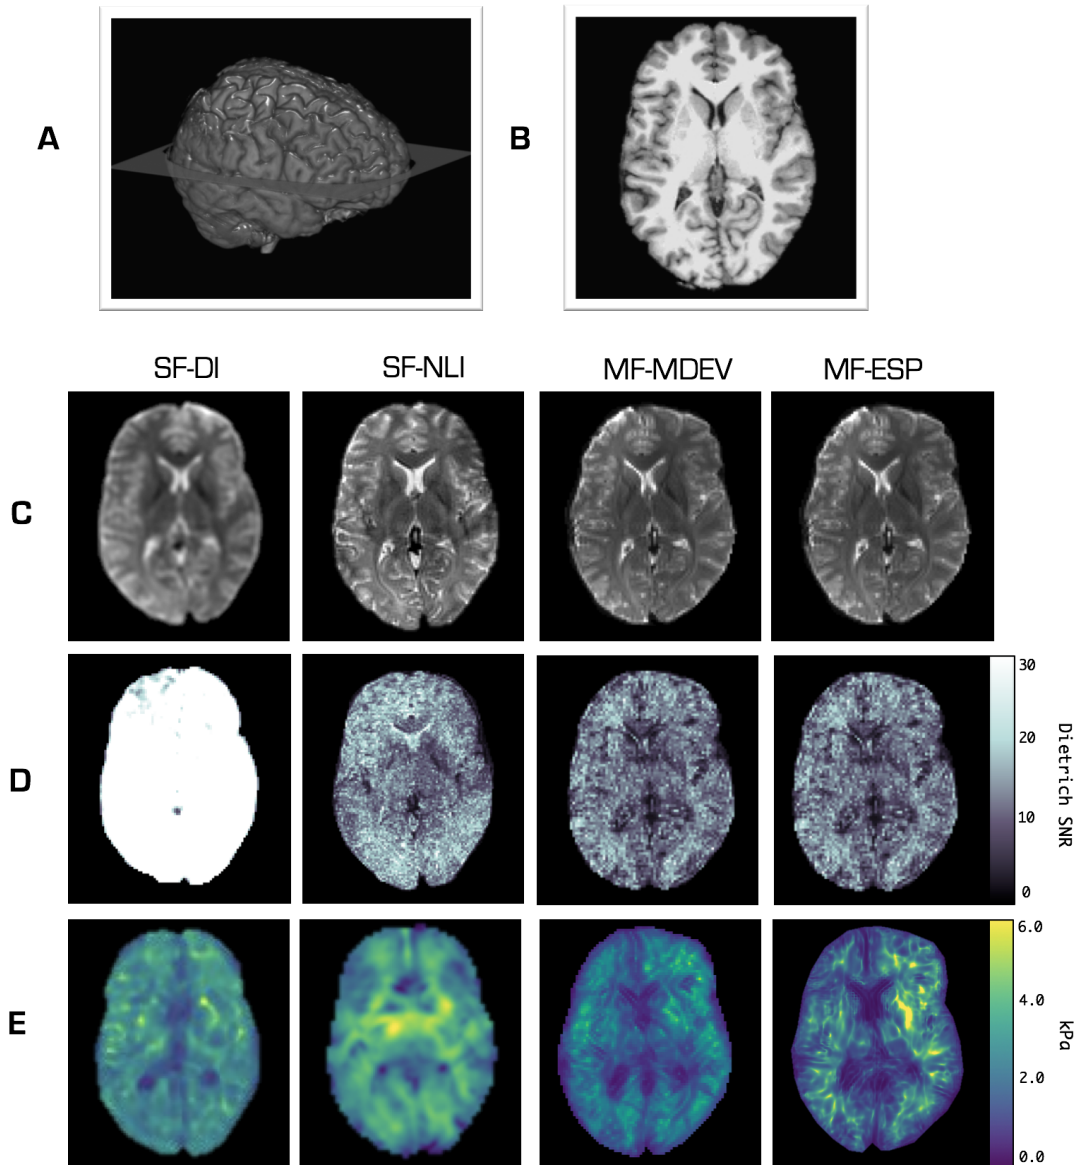 A
B
SF-DI
SF-NLI
MF-MDEV
MF-ESP
C
D
30
20
10
0
Dietrich SNR
E
6.0
4.0
2.0
0.0
kPa